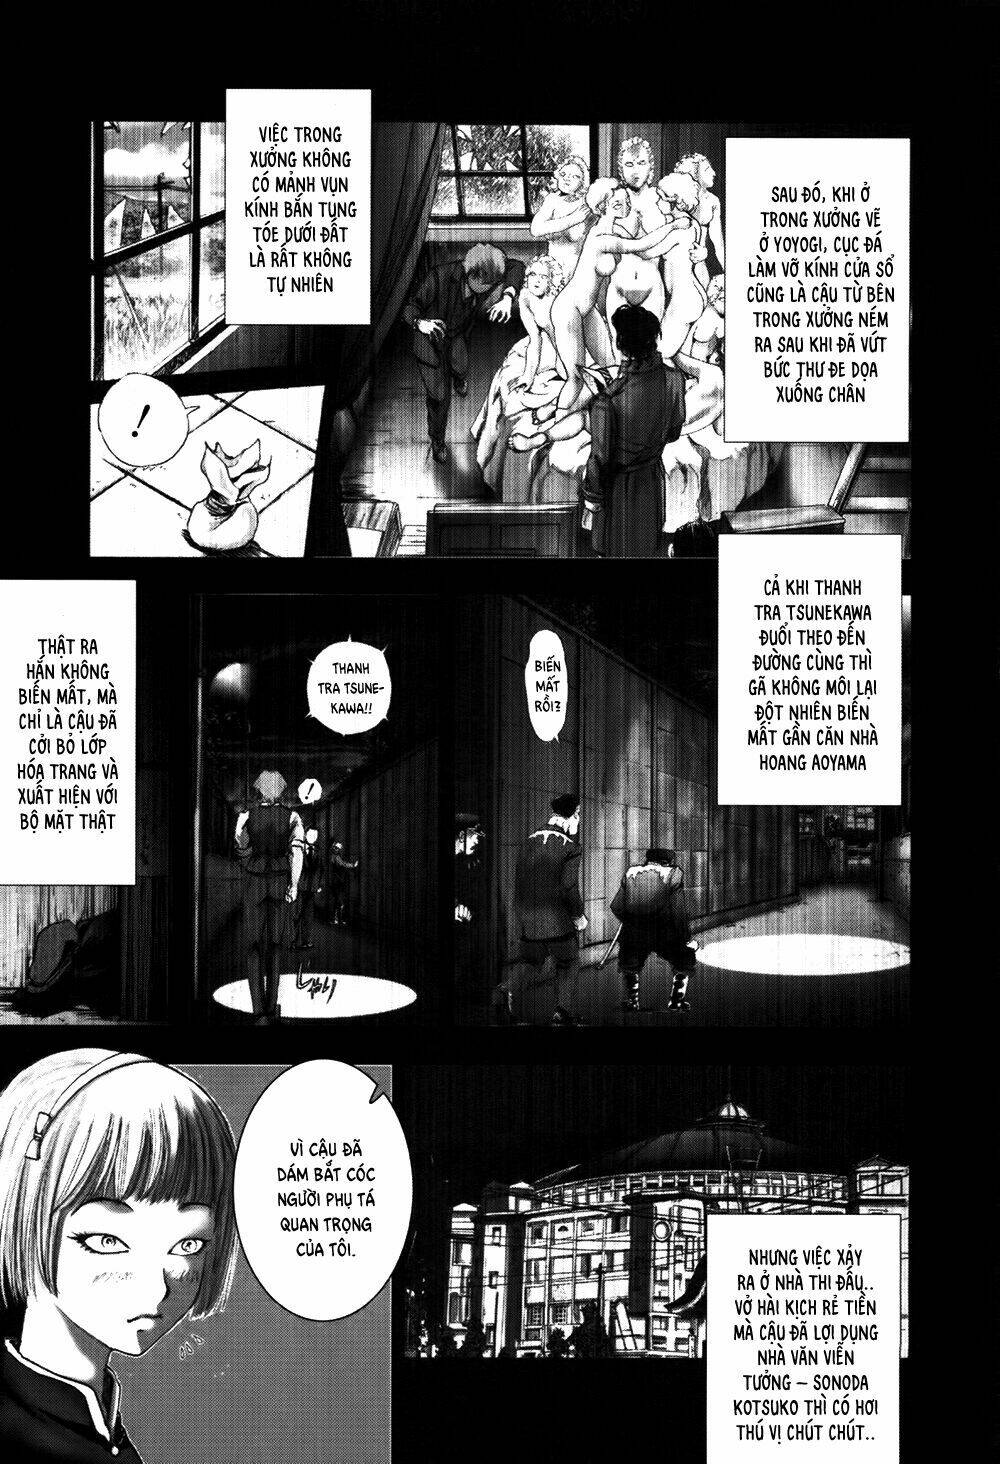 SAU ĐÓ, KHI Ở
TRONG XƯỞNG VẼ
Ở YOYOGI, CỤC ĐÁ
LÀM VỠ KÍNH CỬA SỔ
CŨNG LÀ CẬU TỪ BÊN
TRONG XƯỞNG NÉM
RA SAU KHI ĐÃ VỨT
BỨC THƯ ĐE DỌA
XUỐNG CHÂN
VIỆC TRONG
XƯỞNG KHÔNG
CÓ MẢNH VỤN
KÍNH BẮN TUNG
TÓE DƯỚI ĐẤT
LÀ RẤT KHÔNG
TỰ NHIÊN
!
CẢ KHI THANH
TRA TSUNEKAWA
ĐUỔI THEO ĐẾN
ĐƯỜNG CÙNG THÌ
GÃ KHÔNG MÔI LẠI
ĐỘT NHIÊN BIẾN
MẤT GẦN CĂN NHÀ
HOANG AOYAMA
BIẾN
MẤT
RỒI?
THANH
TRA TSUNE-
KAWA!!
!
THẬT RA
HẮN KHÔNG
BIẾN MẤT, MÀ
CHỈ LÀ CẬU ĐÃ
CỞI BỎ LỚP
HÓA TRANG VÀ
XUẤT HIỆN VỚI
BỘ MẶT THẬT
NHƯNG VIỆC XẢY
RA Ở NHÀ THI ĐẤU..
VỞ HÀI KỊCH RẺ TIỀN
MÀ CẬU ĐÃ LỢI DỤNG
NHÀ VĂN VIỄN
TƯỞNG – SONODA
KOTSUKO THÌ CÓ HƠI
THÚ VỊ CHÚT CHÚT..
VÌ CẬU ĐÃ
DÁM BẮT CÓC
NGƯỜI PHỤ TÁ
QUAN TRỌNG
CỦA TÔI.